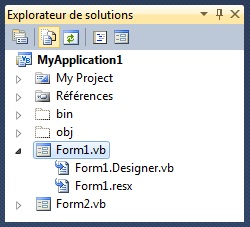 Explorateur de solutions
MyApplication1
My Project
Références
bin
obj
Form1.vb
Form1.Designer.vb
Form1.resx
Form2.vb